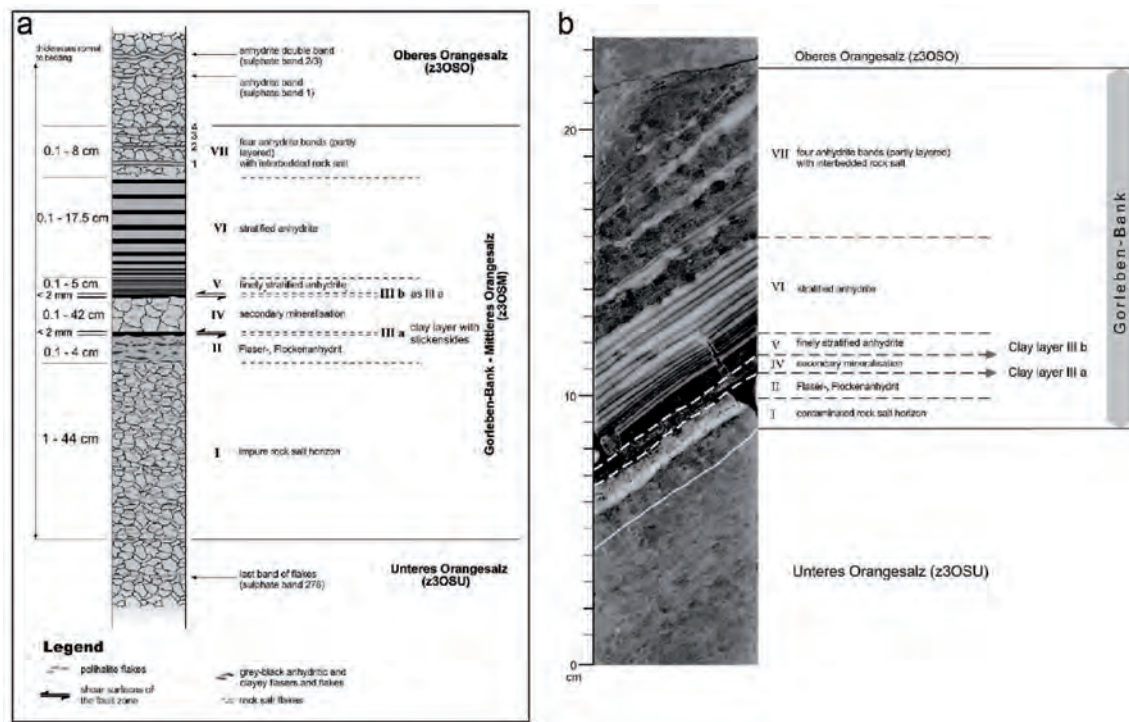 a
thicknesses normal
to bedding
anhydrite double band
(sulphate band 2/3)
Oberes Orangesalz
(z3OSO)
anhydrite band
(sulphate band 1)
0.1 - 8 cm
1
VII four anhydrite bands (partly
layered)
with interbedded rock salt
0.1 - 17.5 cm
VI stratified anhydrite
0.1 - 5 cm
V finely stratified anhydrite
< 2 mm
III b as III a
0.1 - 42 cm
IV secondary mineralisation
< 2 mm
III a clay layer with
slickensides
0.1 - 4 cm
II Flaser-, Flockenanhydrit
Gorleben-Bank - Mittleres Orangesalz
(z3OSM)
1 - 44 cm
I impure rock salt horizon
last band of flakes
(sulphate band 276)
Unteres Orangesalz
(z3OSU)
Legend
polihalite flakes
shear surfaces of
the fault zone
grey-black anhydritic and
clayey flasers and flakes
rock salt flakes
b
Oberes Orangesalz (z3OSO)
20
VII four anhydrite bands (partly layered)
with interbedded rock salt
VI stratified anhydrite
V finely stratified anhydrite
Clay layer III b
IV secondary mineralisation
Clay layer III a
II Flaser-, Flockenanhydrit
10
I contaminated rock salt horizon
Gorleben-Bank
Unteres Orangesalz (z3OSU)
0
cm